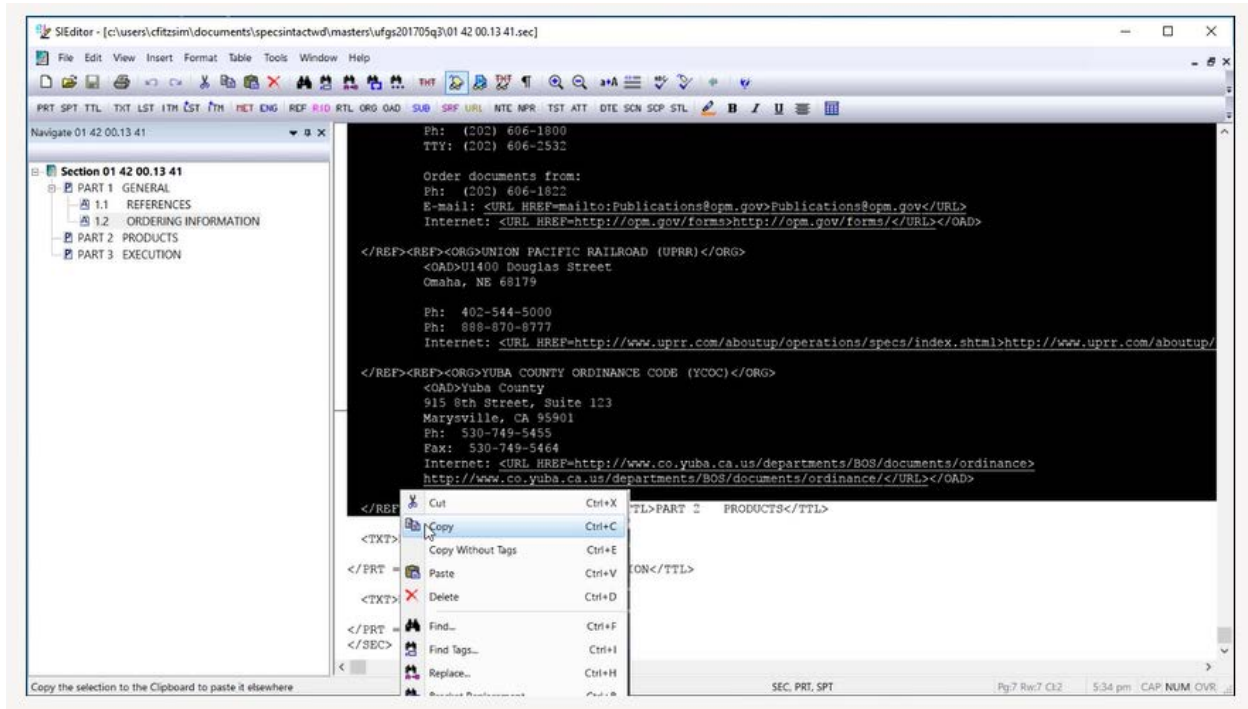 SIEditor - [c:\users\cfitzsim\documents\specsintactwd\masters\ufgs201705q3\01 42 00.13 41.sec]
File Edit View Insert Format Table Tools Window Help
THT THT ¶ a+A
PRT SPT TTL TXT LST ITM LST ITM MET ENG REF RID RTL ORG OAD SUB SRF URL NTE NPR TST ATT DTE SCN SCP STL B I U
Navigate 01 42 00.13 41
Section 01 42 00.13 41
PART 1 GENERAL
1.1 REFERENCES
1.2 ORDERING INFORMATION
PART 2 PRODUCTS
PART 3 EXECUTION
Ph: (202) 606-1800
TTY: (202) 606-2532
Order documents from:
Ph: (202) 606-1822
E-mail: <URL HREF=mailto:Publications@opm.gov>Publications@opm.gov</URL>
Internet: <URL HREF=http://opm.gov/forms>http://opm.gov/forms/</URL></OAD>
</REF><REF><ORG>UNION PACIFIC RAILROAD (UPRR)</ORG>
<OAD>U1400 Douglas Street
Omaha, NE 68179
Ph: 402-544-5000
Ph: 888-870-8777
Internet: <URL HREF=http://www.uprr.com/aboutup/operations/specs/index.shtml>http://www.uprr.com/aboutup/
</REF><REF><ORG>YUBA COUNTY ORDINANCE CODE (YCOC)</ORG>
<OAD>Yuba County
915 8th Street, Suite 123
Marysville, CA 95901
Ph: 530-749-5455
Fax: 530-749-5464
Internet: <URL HREF=http://www.co.yuba.ca.us/departments/BOS/documents/ordinance>
http://www.co.yuba.ca.us/departments/BOS/documents/ordinance/</URL></OAD>
</REF TL>PART 2 PRODUCTS</TTL>
<TXT>
</PRT = ION</TTL>
<TXT>
</PRT =
</SEC>
Cut Ctrl+X
Copy Ctrl+C
Copy Without Tags Ctrl+E
Paste Ctrl+V
Delete Ctrl+D
Find... Ctrl+F
Find Tags... Ctrl+I
Replace... Ctrl+H
Bracket Replacement
Copy the selection to the Clipboard to paste it elsewhere
SEC, PRT, SPT
Pg:7 Rw:7 Cl:2 5:34 pm CAP NUM OVR